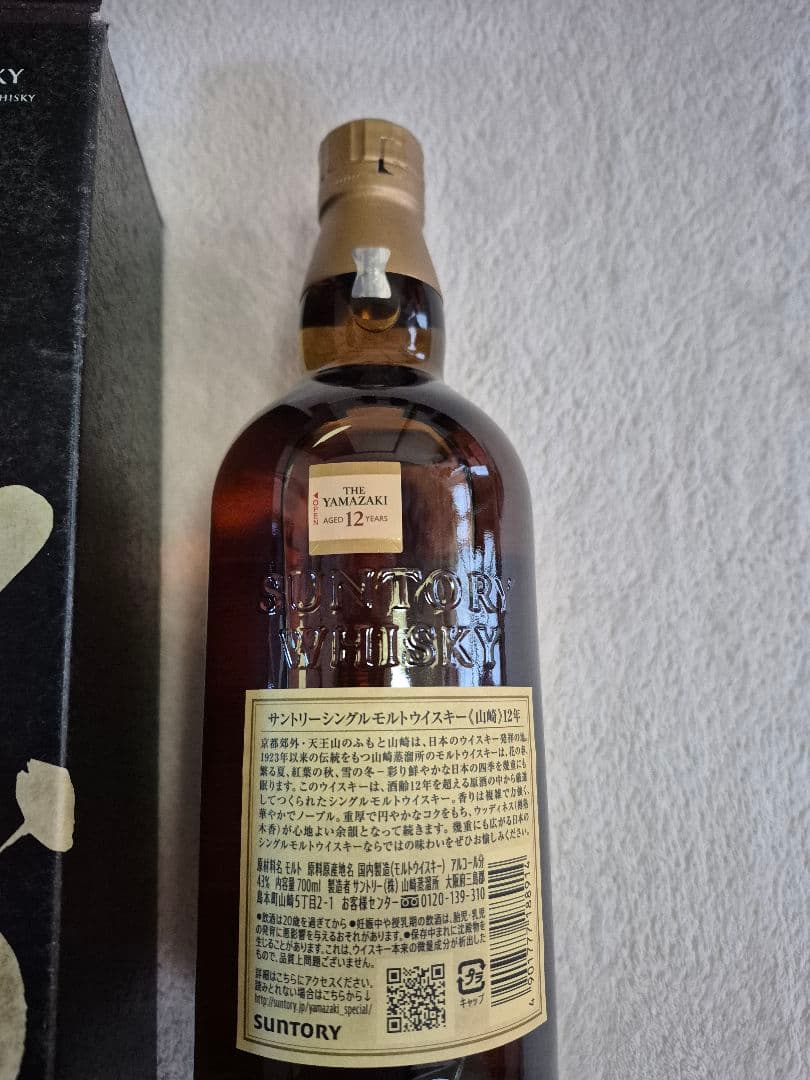 KY
HISKY
THE
YAMAZAKI
AGED 12 YEARS
OPEN
SUNTORY
WHISKY
サントリーシングルモルトウイスキー《山崎》12年
京都郊外・天王山のふもと山崎は、日本のウイスキー発祥の地。
1923年以来の伝統をもつ山崎蒸溜所のモルトウイスキーは、花の春、
繁る夏、紅葉の秋、雪の冬−彩り鮮やかな日本の四季を幾重にも
眠ります。このウイスキーは、酒齢12年を超える原酒の中から厳選
してつくられたシングルモルトウイスキー。香りは複雑で力強く、
華やかでノーブル。重厚で円やかなコクをもち、ウッディネス(樽熟
木香)が心地よい余韻となって続きます。幾重にも広がる日本の
シングルモルトウイスキーならではの味わいをぜひお愉しみください。
原材料名 モルト 原料原産地名 国内製造(モルトウイスキー) アルコール分
43% 内容量700ml 製造者 サントリー(株) 山崎蒸溜所 大阪府三島郡
島本町山崎5丁目2-1 お客様センター 0120-139-310
●飲酒は20歳を過ぎてから ●妊娠中や授乳期の飲酒は、胎児・乳児
の発育に悪影響を与えるおそれがあります。●保存中まれに沈殿物を
生じることがあります。これは、ウイスキー本来の微量成分が析出した
もので、品質上問題ございません。
詳細はこちらにアクセスください。
読みとれない場合はこちらから↓
http://suntory.jp/yamazaki_special/
SUNTORY
プラ
キャップ
4 901777 188914